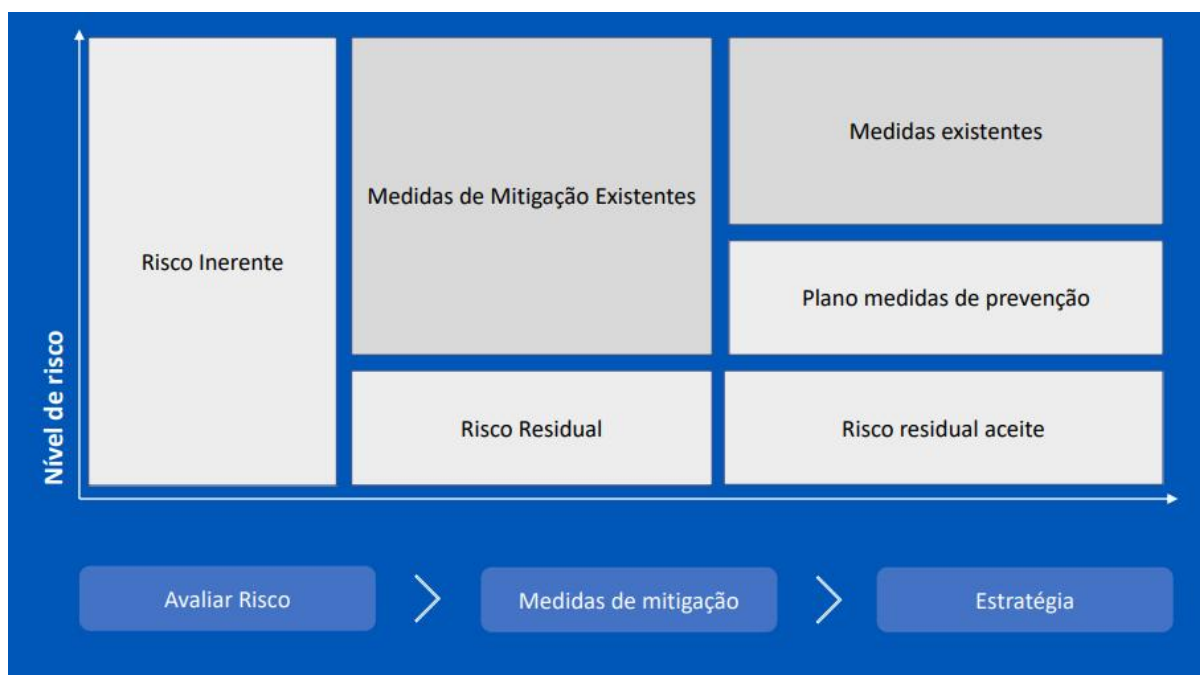 Nível de risco
Risco Inerente
Medidas de Mitigação Existentes
Risco Residual
Medidas existentes
Plano medidas de prevenção
Risco residual aceite
Avaliar Risco
Medidas de mitigação
Estratégia